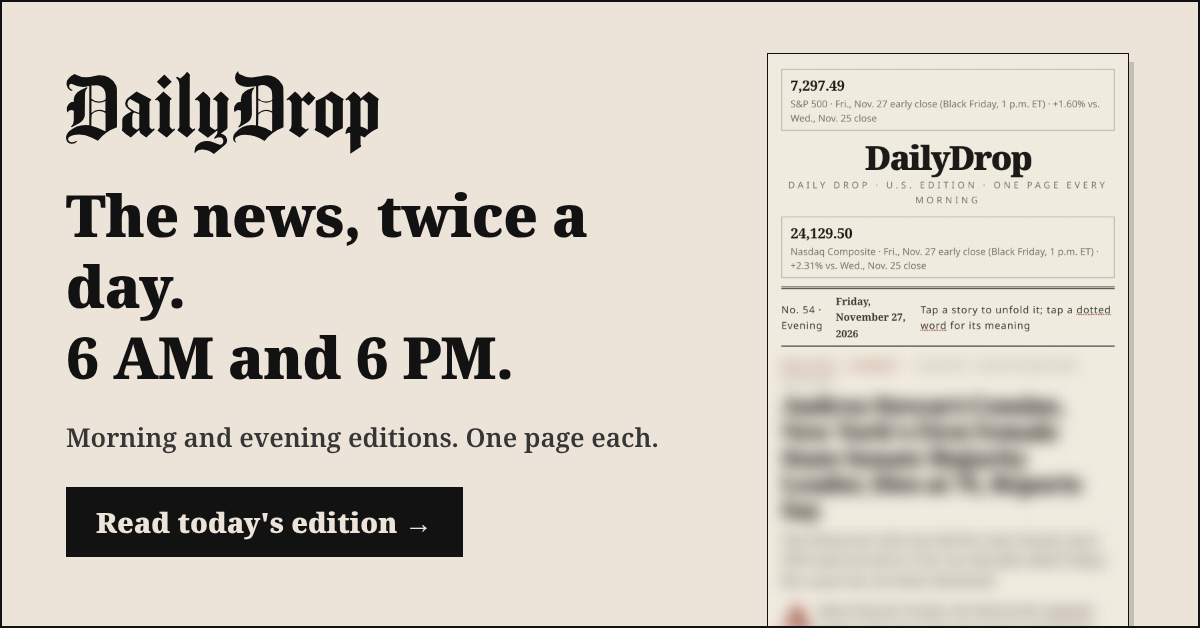 DailyDrop
The news, twice a
day.
6 AM and 6 PM.
Morning and evening editions. One page each.
Read today's edition →
7,297.49
S&P 500 · Fri., Nov. 27 early close (Black Friday, 1 p.m. ET) · +1.60% vs.
Wed., Nov. 25 close
DailyDrop
DAILY DROP · U.S. EDITION · ONE PAGE EVERY
MORNING
24,129.50
Nasdaq Composite · Fri., Nov. 27 early close (Black Friday, 1 p.m. ET) ·
+2.31% vs. Wed., Nov. 25 close
No. 54 ·
Evening
Friday,
November 27,
2026
Tap a story to unfold it; tap a dotted
word for its meaning